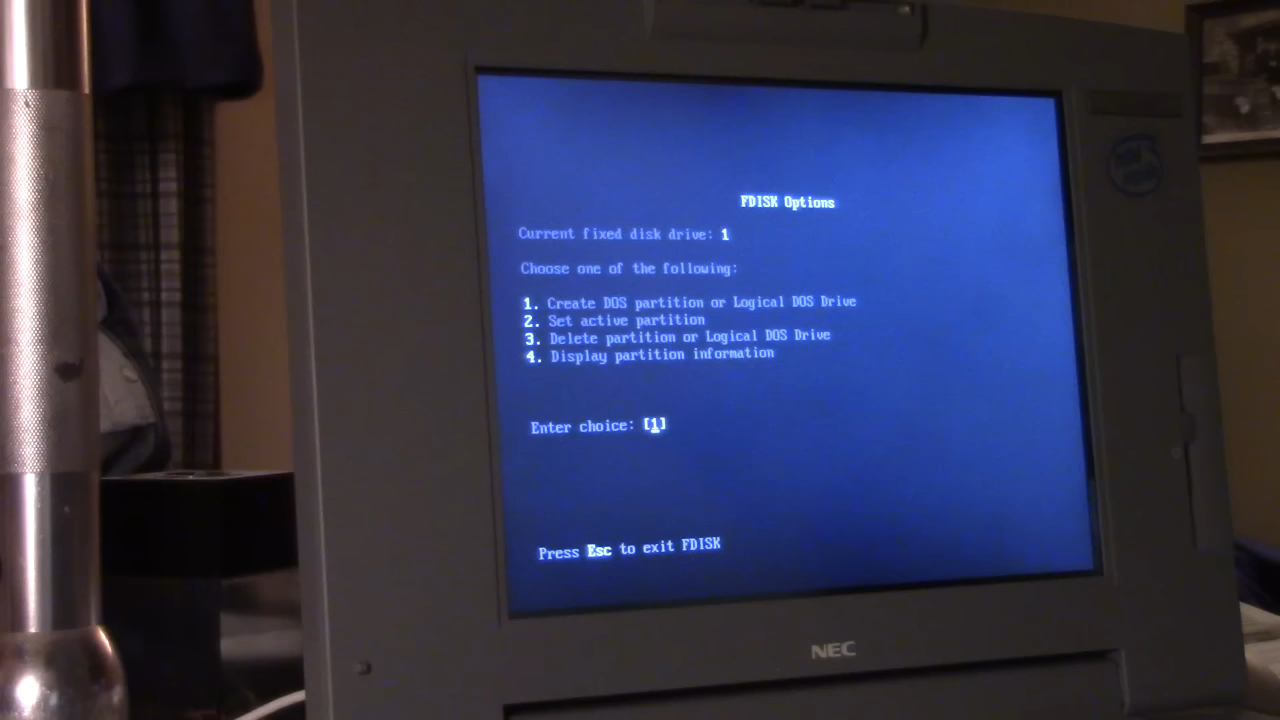 FDISK Options
Current fixed disk drive: 1
Choose one of the following:
1. Create DOS partition or Logical DOS Drive
2. Set active partition
3. Delete partition or Logical DOS Drive
4. Display partition information
Enter choice: [1]
Press Esc to exit FDISK
NEC